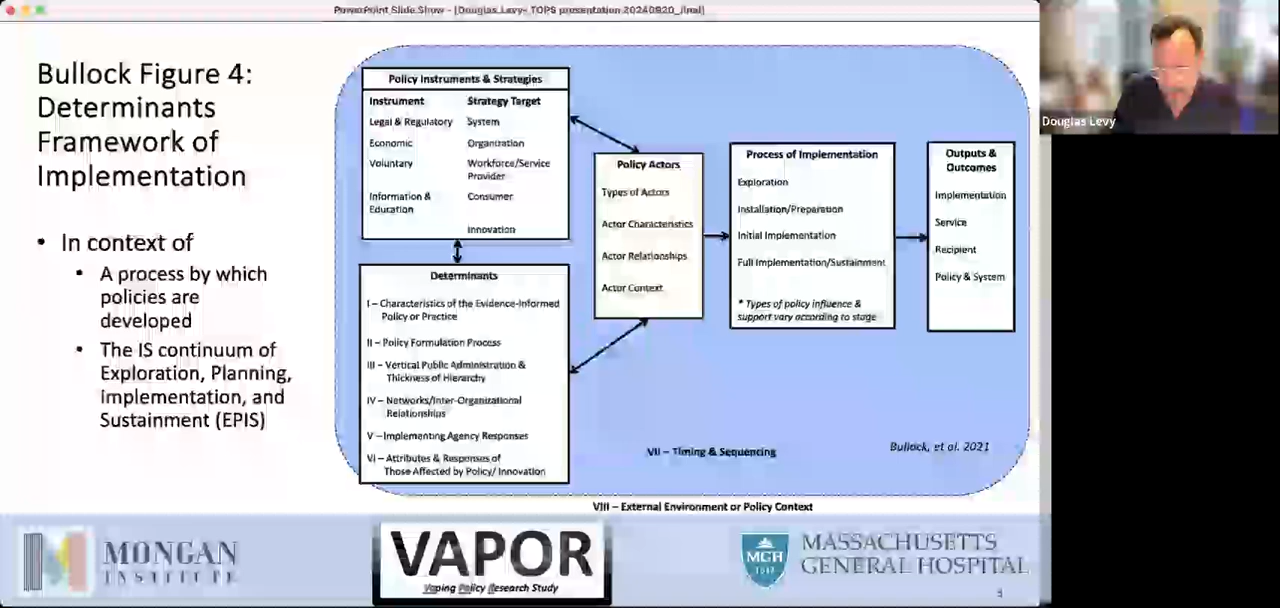 PowerPoint Slide Show - [Douglas_Levy- TOPS presentation 20240920_final]
Bullock Figure 4:
Determinants
Framework of
Implementation
• In context of
• A process by which
policies are
developed
• The IS continuum of
Exploration, Planning,
Implementation, and
Sustainment (EPIS)
Policy Instruments & Strategies
Instrument Strategy Target
Legal & Regulatory System
Economic Organization
Voluntary Workforce/Service
Provider
Information & Consumer
Education
Innovation
Determinants
I – Characteristics of the Evidence-Informed
Policy or Practice
II – Policy Formulation Process
III – Vertical Public Administration &
Thickness of Hierarchy
IV – Networks/Inter-Organizational
Relationships
V – Implementing Agency Responses
VI – Attributes & Responses of
Those Affected by Policy/ Innovation
Policy Actors
Types of Actors
Actor Characteristics
Actor Relationships
Actor Context
Process of Implementation
Exploration
Installation/Preparation
Initial Implementation
Full Implementation/Sustainment
* Types of policy influence &
support vary according to stage
Outputs &
Outcomes
Implementation
Service
Recipient
Policy & System
VII – Timing & Sequencing
Bullock, et al. 2021
VIII – External Environment or Policy Context
Douglas Levy
MONGAN
INSTITUTE
VAPOR
Vaping Policy Research Study
MGH
1811
MASSACHUSETTS
GENERAL HOSPITAL